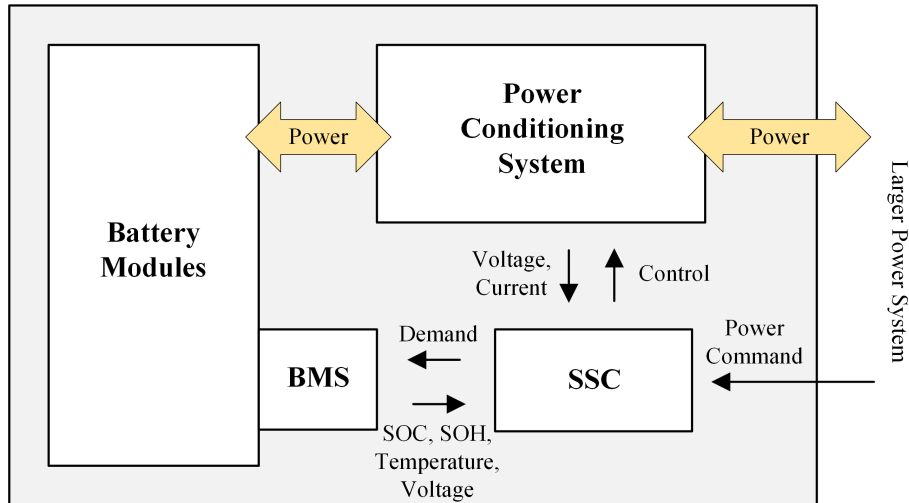 Power
Conditioning
System
Power
Power
Battery
Modules
Larger Power System
Voltage,
Current
Control
Demand
Power
Command
BMS
SSC
SOC, SOH,
Temperature,
Voltage